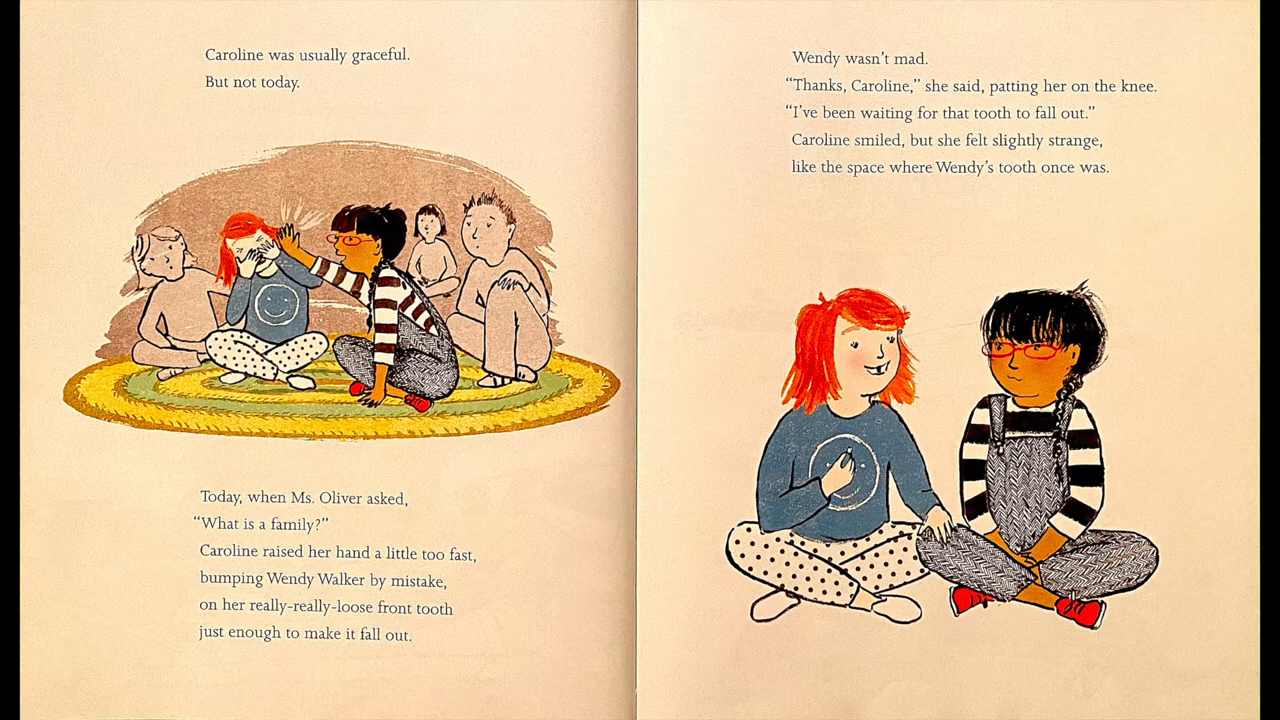 Caroline was usually graceful.
But not today.
Today, when Ms. Oliver asked,
“What is a family?”
Caroline raised her hand a little too fast,
bumping Wendy Walker by mistake,
on her really-really-loose front tooth
just enough to make it fall out.
Wendy wasn’t mad.
“Thanks, Caroline,” she said, patting her on the knee.
“I’ve been waiting for that tooth to fall out.”
Caroline smiled, but she felt slightly strange,
like the space where Wendy’s tooth once was.